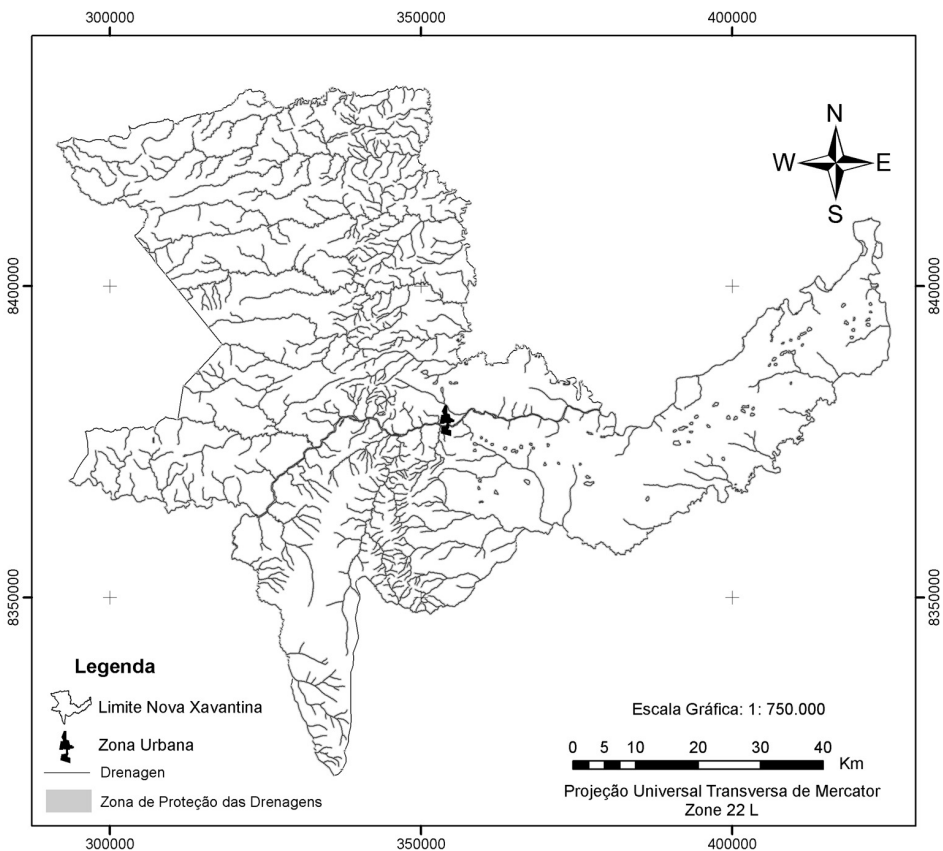 300000 350000 400000
N
W E
S
8400000 8400000
8350000 8350000
Legenda
Limite Nova Xavantina
Zona Urbana
Drenagen
Zona de Proteção das Drenagens
Escala Gráfica: 1: 750.000
0 5 10 20 30 40
Km
Projeção Universal Transversa de Mercator
Zone 22 L
300000 350000 400000